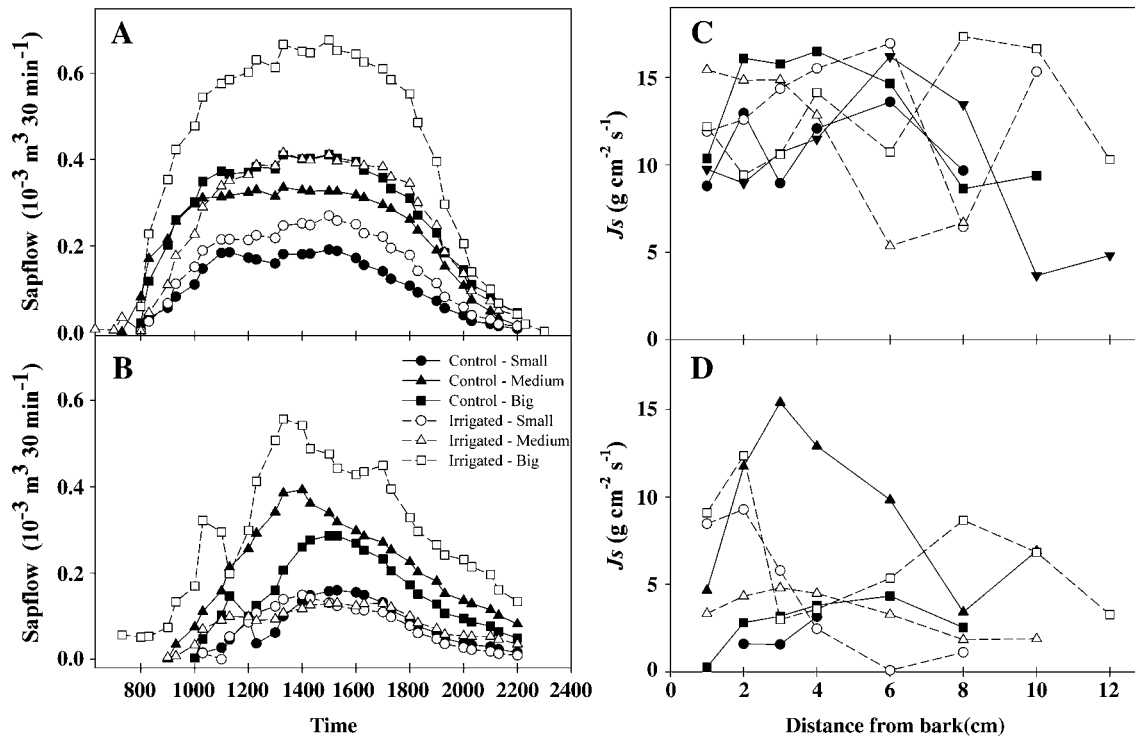 A
Sapflow (10⁻³ m³ 30 min⁻¹)
0.6
0.4
0.2
0.0
B
Sapflow (10⁻³ m³ 30 min⁻¹)
0.6
0.4
0.2
0.0
Control - Small
Control - Medium
Control - Big
Irrigated - Small
Irrigated - Medium
Irrigated - Big
600 800 1000 1200 1400 1600 1800 2000 2200 2400
Time
C
Js (g cm⁻² s⁻¹)
15
10
5
0
D
Js (g cm⁻² s⁻¹)
15
10
5
0
0 2 4 6 8 10 12
Distance from bark(cm)